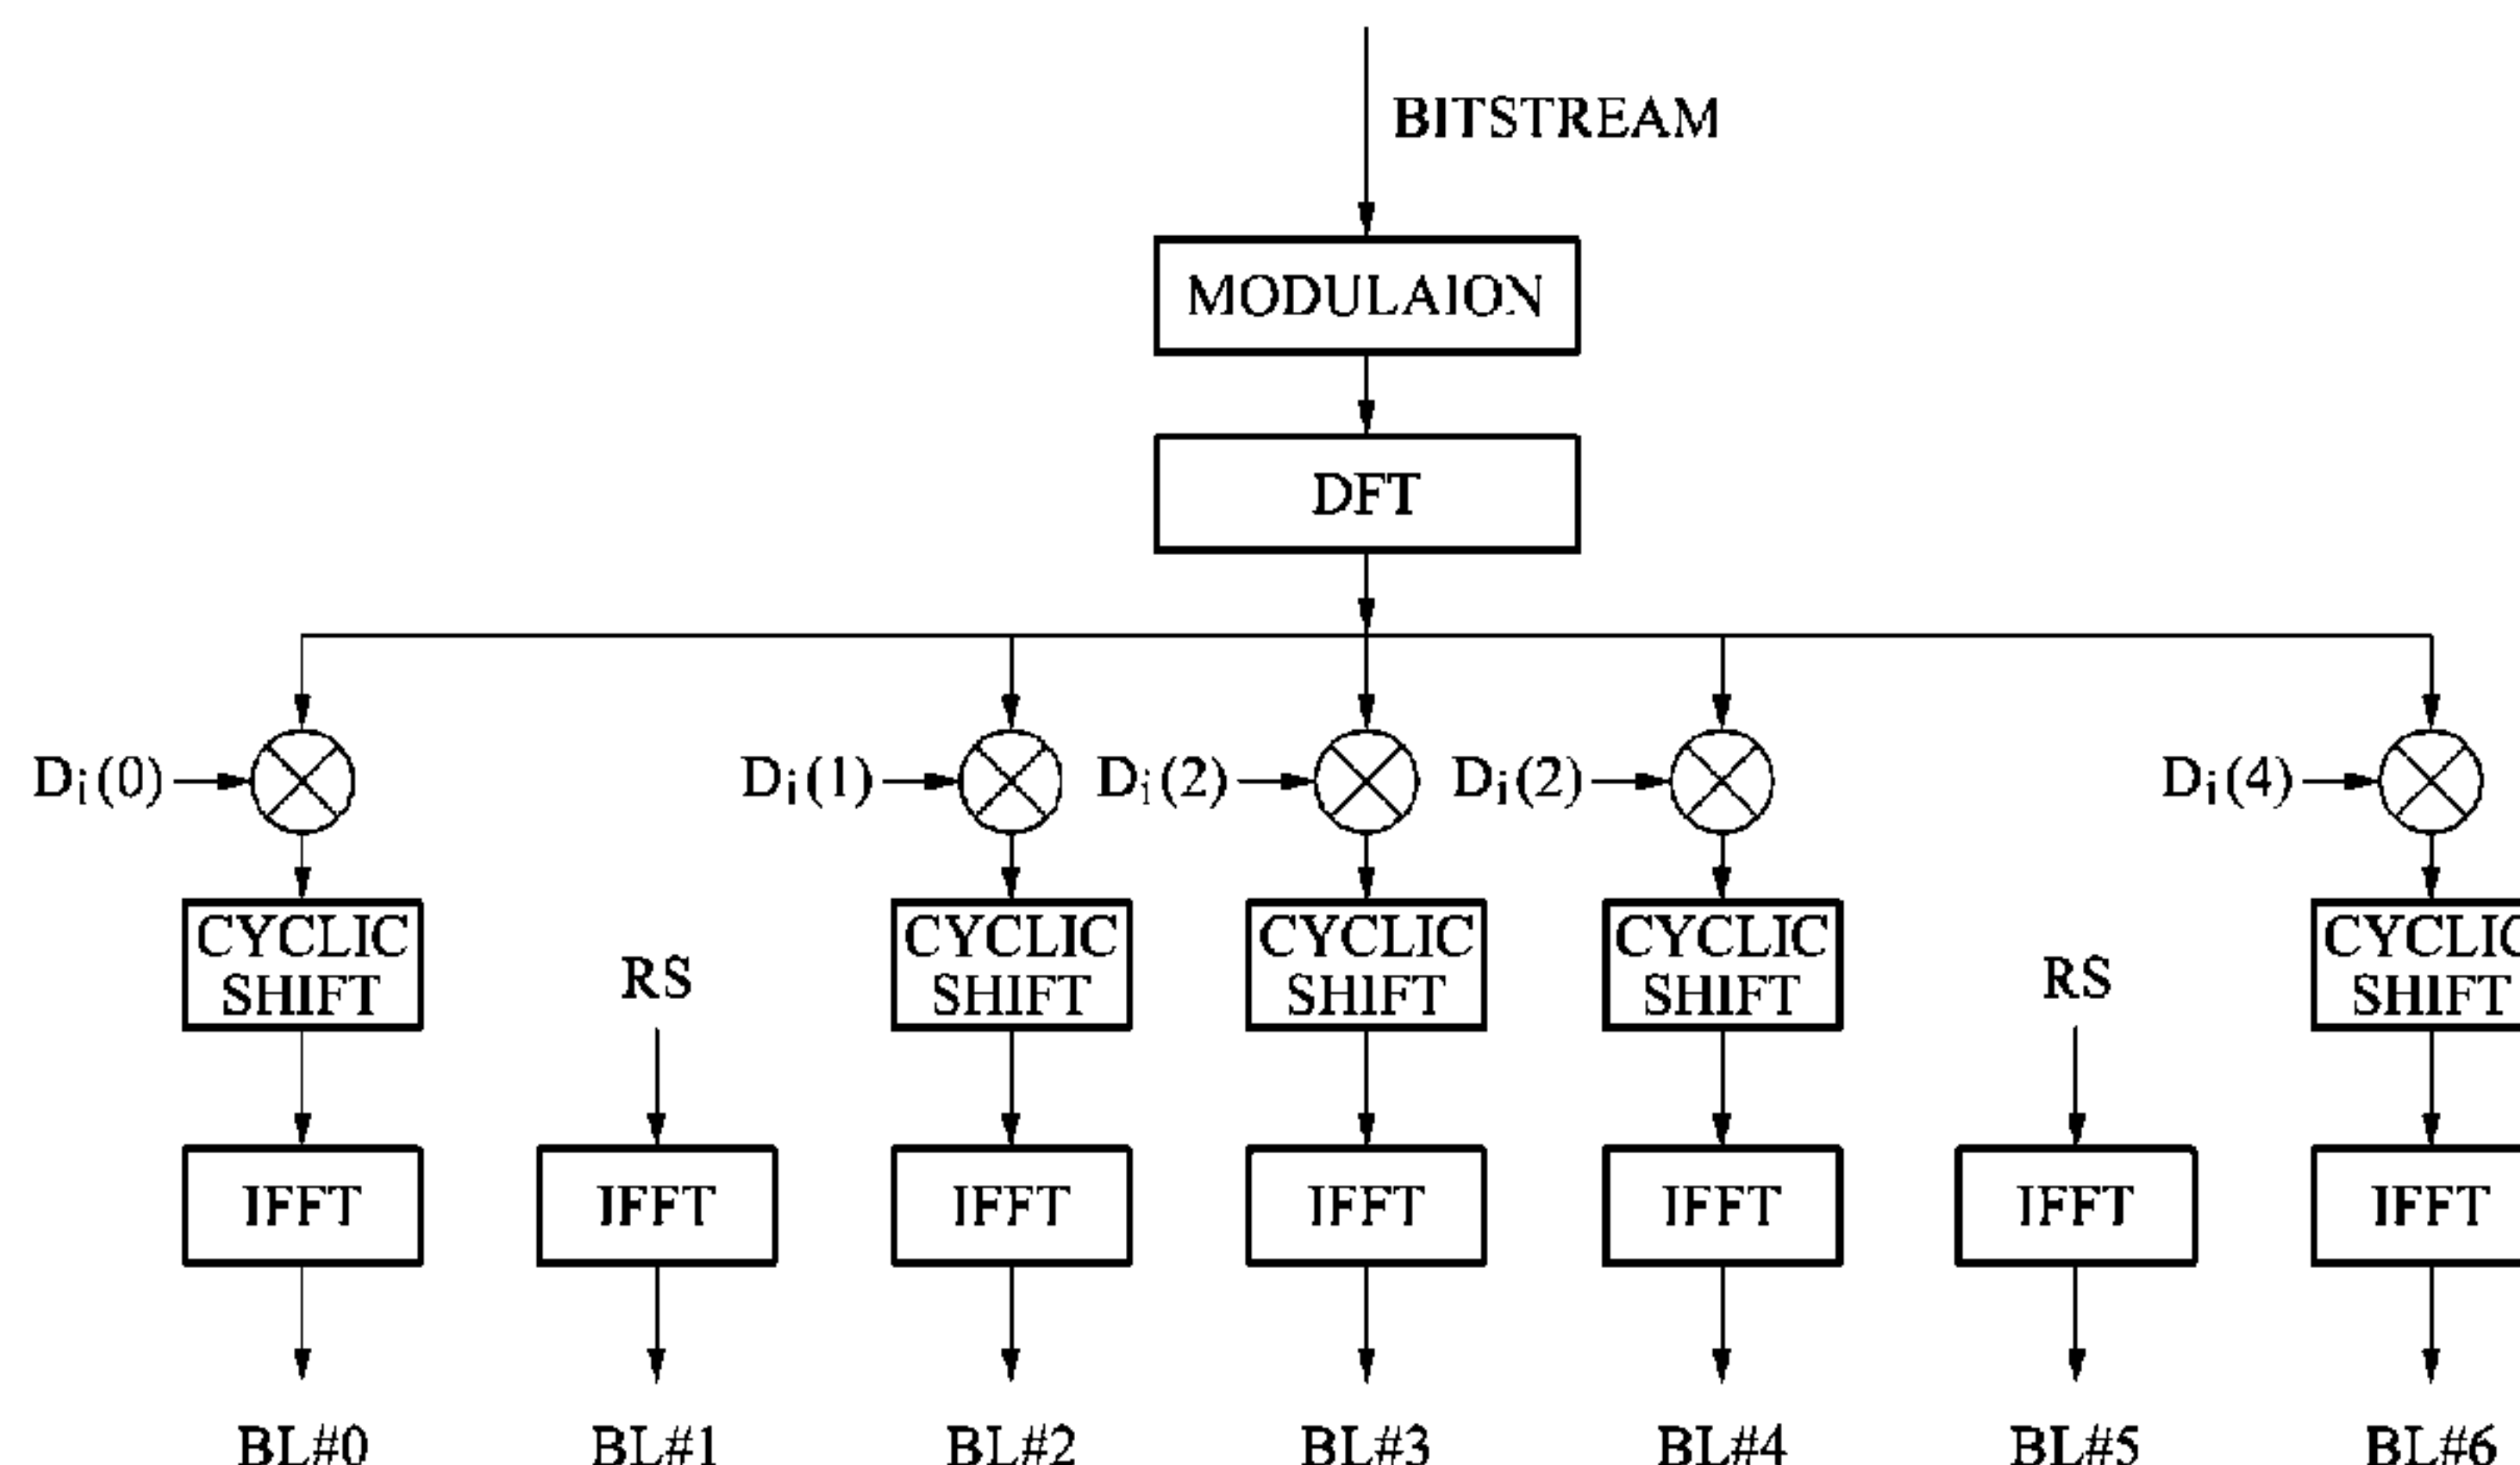 BITSTREAM
MODULAION
DFT
Di(0) Di(1) Di(2) Di(2) Di(4)
CYCLIC CYCLIC CYCLIC CYCLIC CYCLIC
SHIFT RS SHIFT SHIFT SHIFT RS SHIFT
IFFT IFFT IFFT IFFT IFFT IFFT IFFT
BL#0 BL#1 BL#2 BL#3 BL#4 BL#5 BL#6